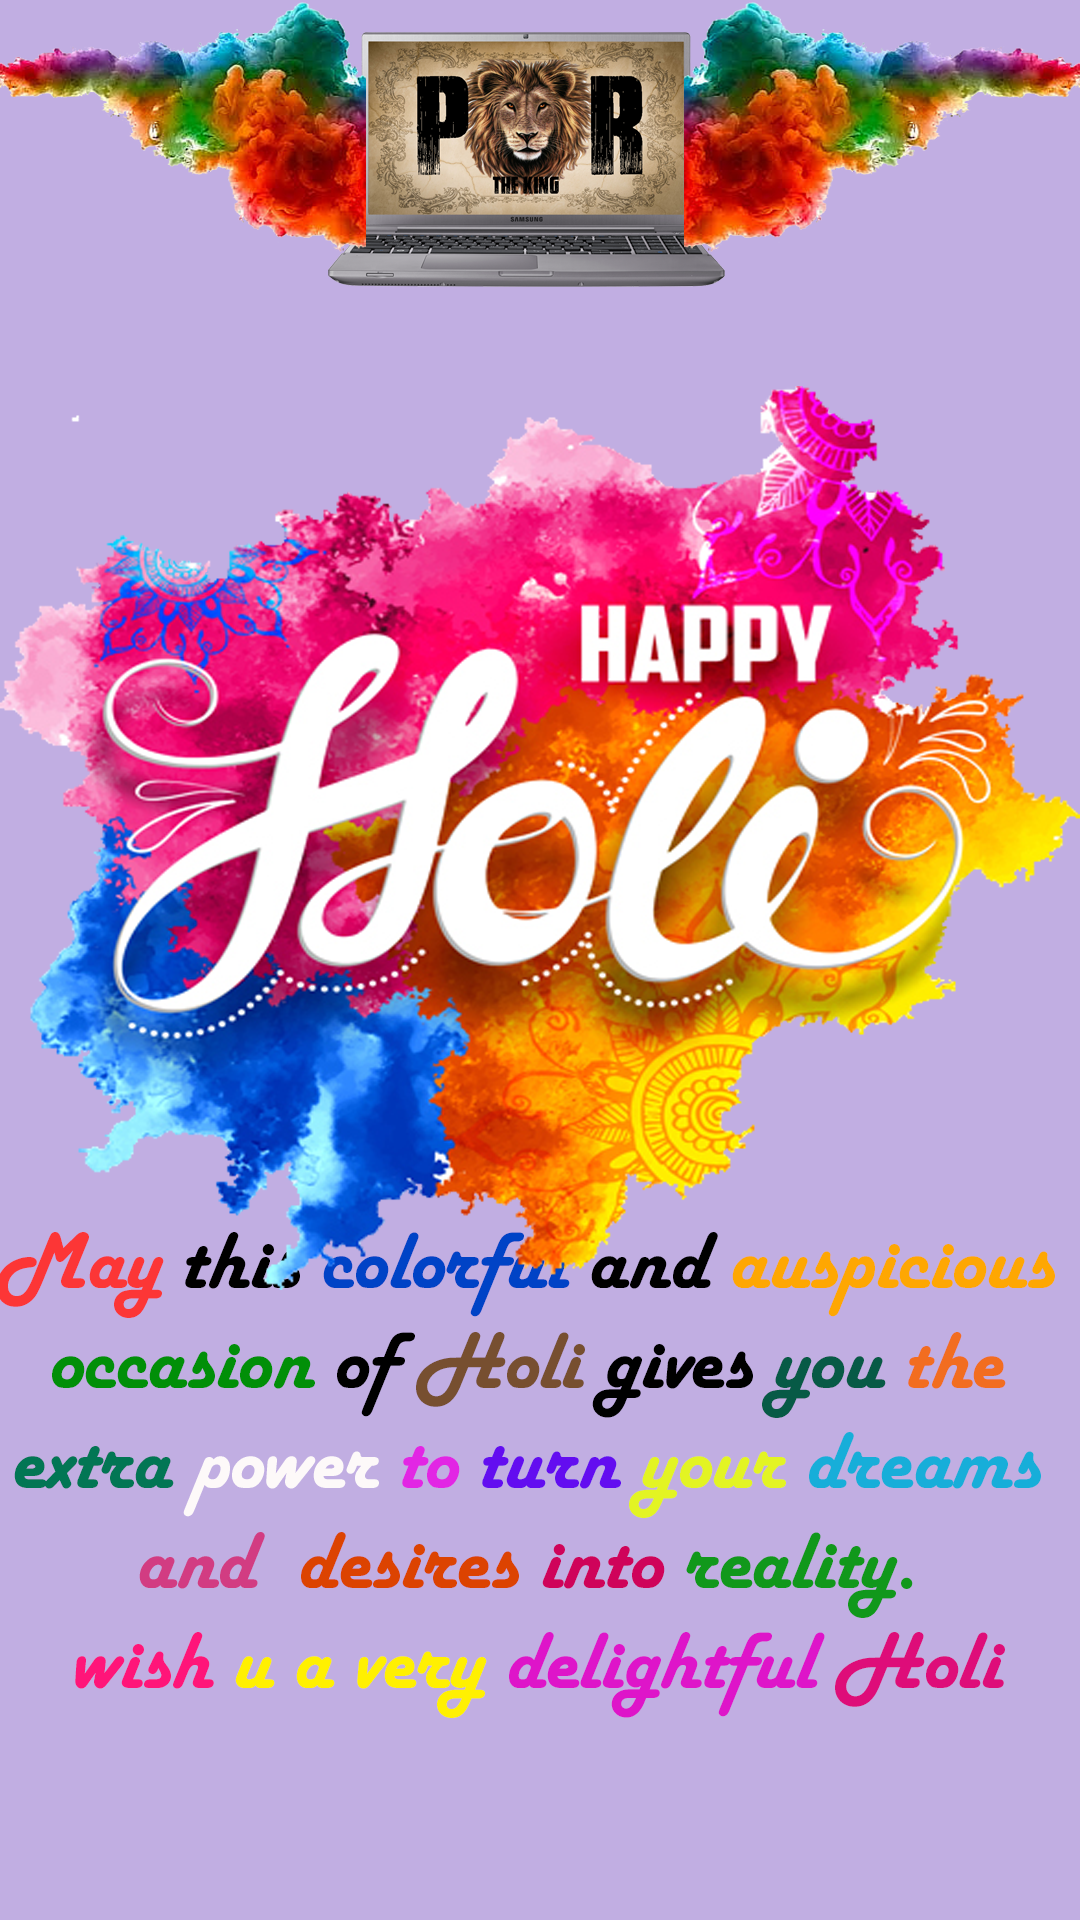 P R
THE KING
SAMSUNG
HAPPY
Holi
May this colorful and auspicious
occasion of Holi gives you the
extra power to turn your dreams
and desires into reality.
wish u a very delightful Holi